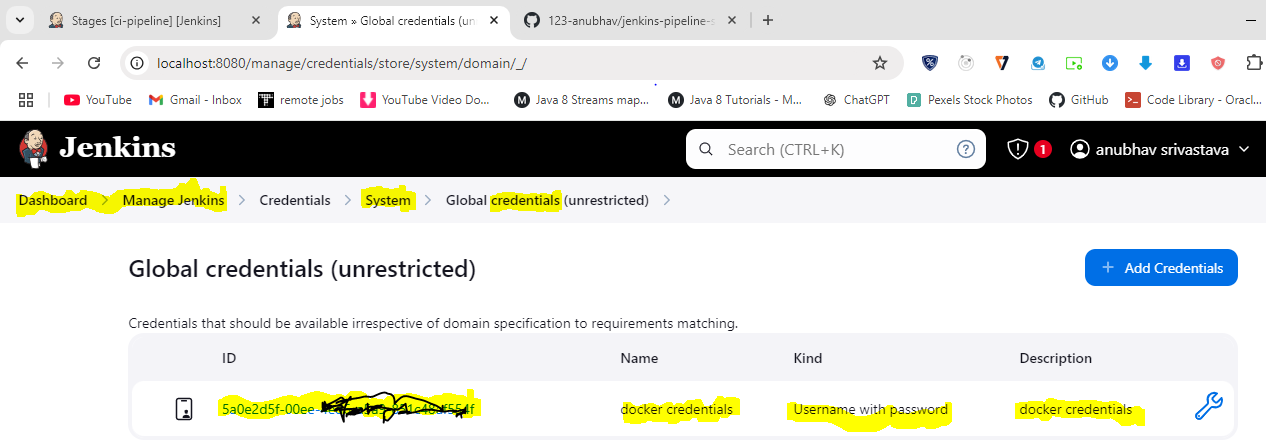 Stages [ci-pipeline] [Jenkins]
System » Global credentials (un
123-anubhav/jenkins-pipeline-s
localhost:8080/manage/credentials/store/system/domain/_/
YouTube
Gmail - Inbox
remote jobs
YouTube Video Do...
Java 8 Streams map...
Java 8 Tutorials - M...
ChatGPT
Pexels Stock Photos
GitHub
Code Library - Oracl...
Jenkins
Search (CTRL+K)
1
anubhav srivastava
Dashboard > Manage Jenkins > Credentials > System > Global credentials (unrestricted) >
Global credentials (unrestricted)
+ Add Credentials
Credentials that should be available irrespective of domain specification to requirements matching.
ID Name Kind Description
5a0e2d5f-00ee- docker credentials Username with password docker credentials